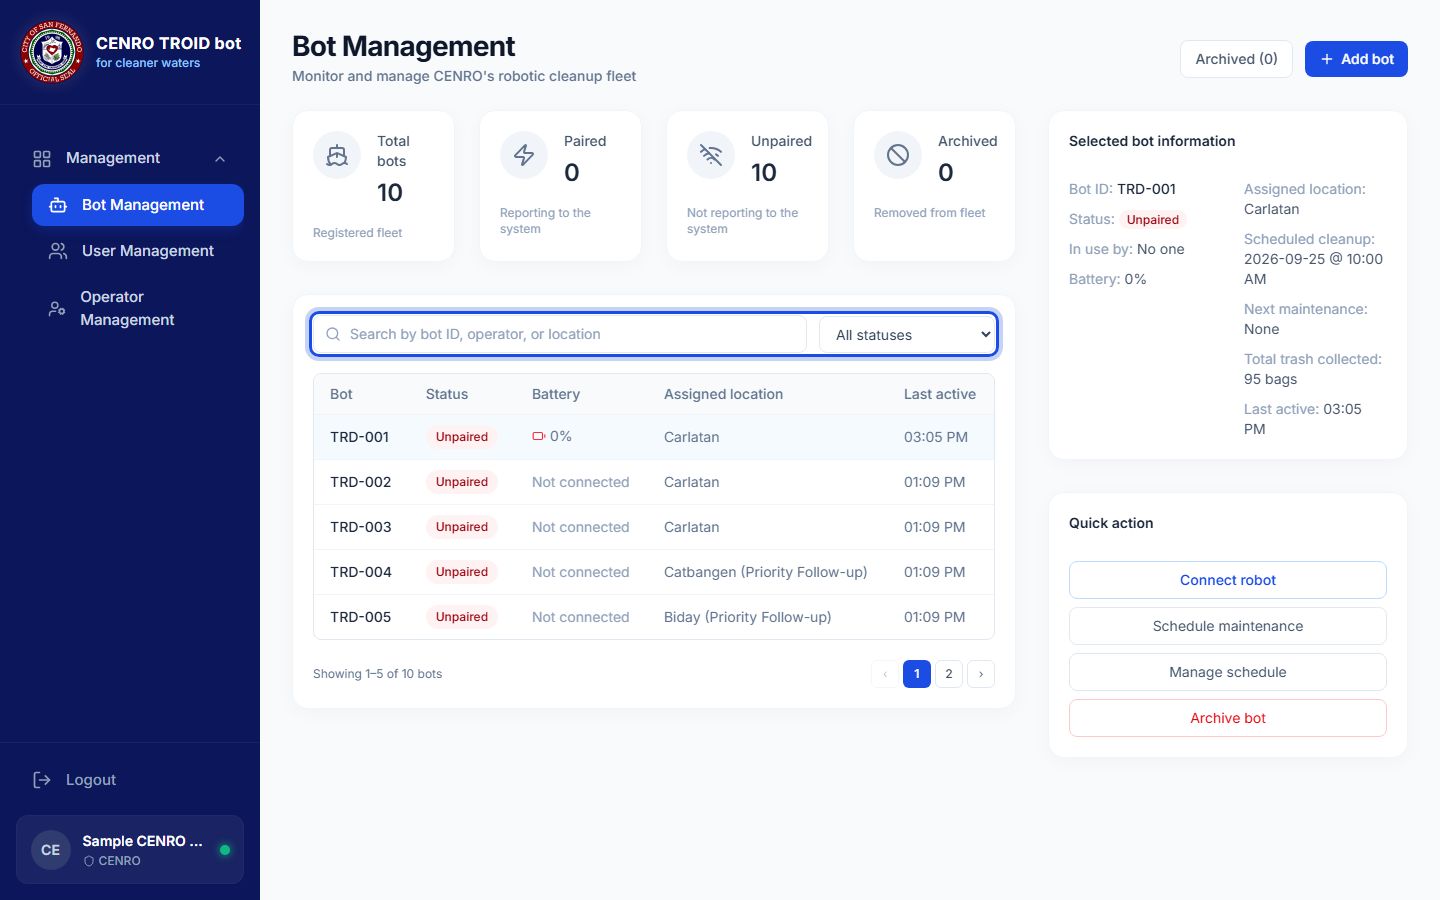 CITY OF SAN FERNANDO
OFFICIAL SEAL
CENRO TROID bot
for cleaner waters
Management
Bot Management
User Management
Operator
Management
Logout
CE
Sample CENRO ...
CENRO
Bot Management
Monitor and manage CENRO's robotic cleanup fleet
Archived (0)
+ Add bot
Total
bots
10
Registered fleet
Paired
0
Reporting to the
system
Unpaired
10
Not reporting to the
system
Archived
0
Removed from fleet
Search by bot ID, operator, or location
All statuses
Bot Status Battery Assigned location Last active
TRD-001 Unpaired 0% Carlatan 03:05 PM
TRD-002 Unpaired Not connected Carlatan 01:09 PM
TRD-003 Unpaired Not connected Carlatan 01:09 PM
TRD-004 Unpaired Not connected Catbangen (Priority Follow-up) 01:09 PM
TRD-005 Unpaired Not connected Biday (Priority Follow-up) 01:09 PM
Showing 1–5 of 10 bots
‹ 1 2 ›
Selected bot information
Bot ID: TRD-001
Status: Unpaired
In use by: No one
Battery: 0%
Assigned location:
Carlatan
Scheduled cleanup:
2026-09-25 @ 10:00
AM
Next maintenance:
None
Total trash collected:
95 bags
Last active: 03:05
PM
Quick action
Connect robot
Schedule maintenance
Manage schedule
Archive bot